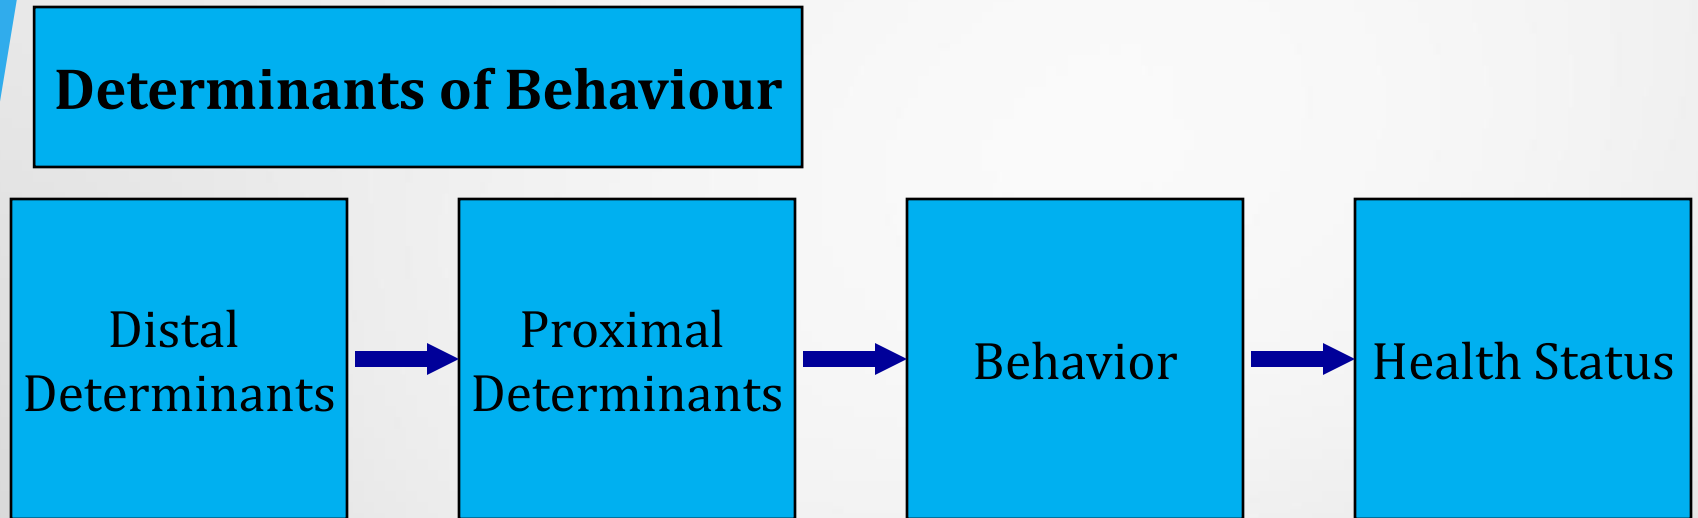 Determinants of Behaviour
Distal
Determinants
Proximal
Determinants
Behavior
Health Status